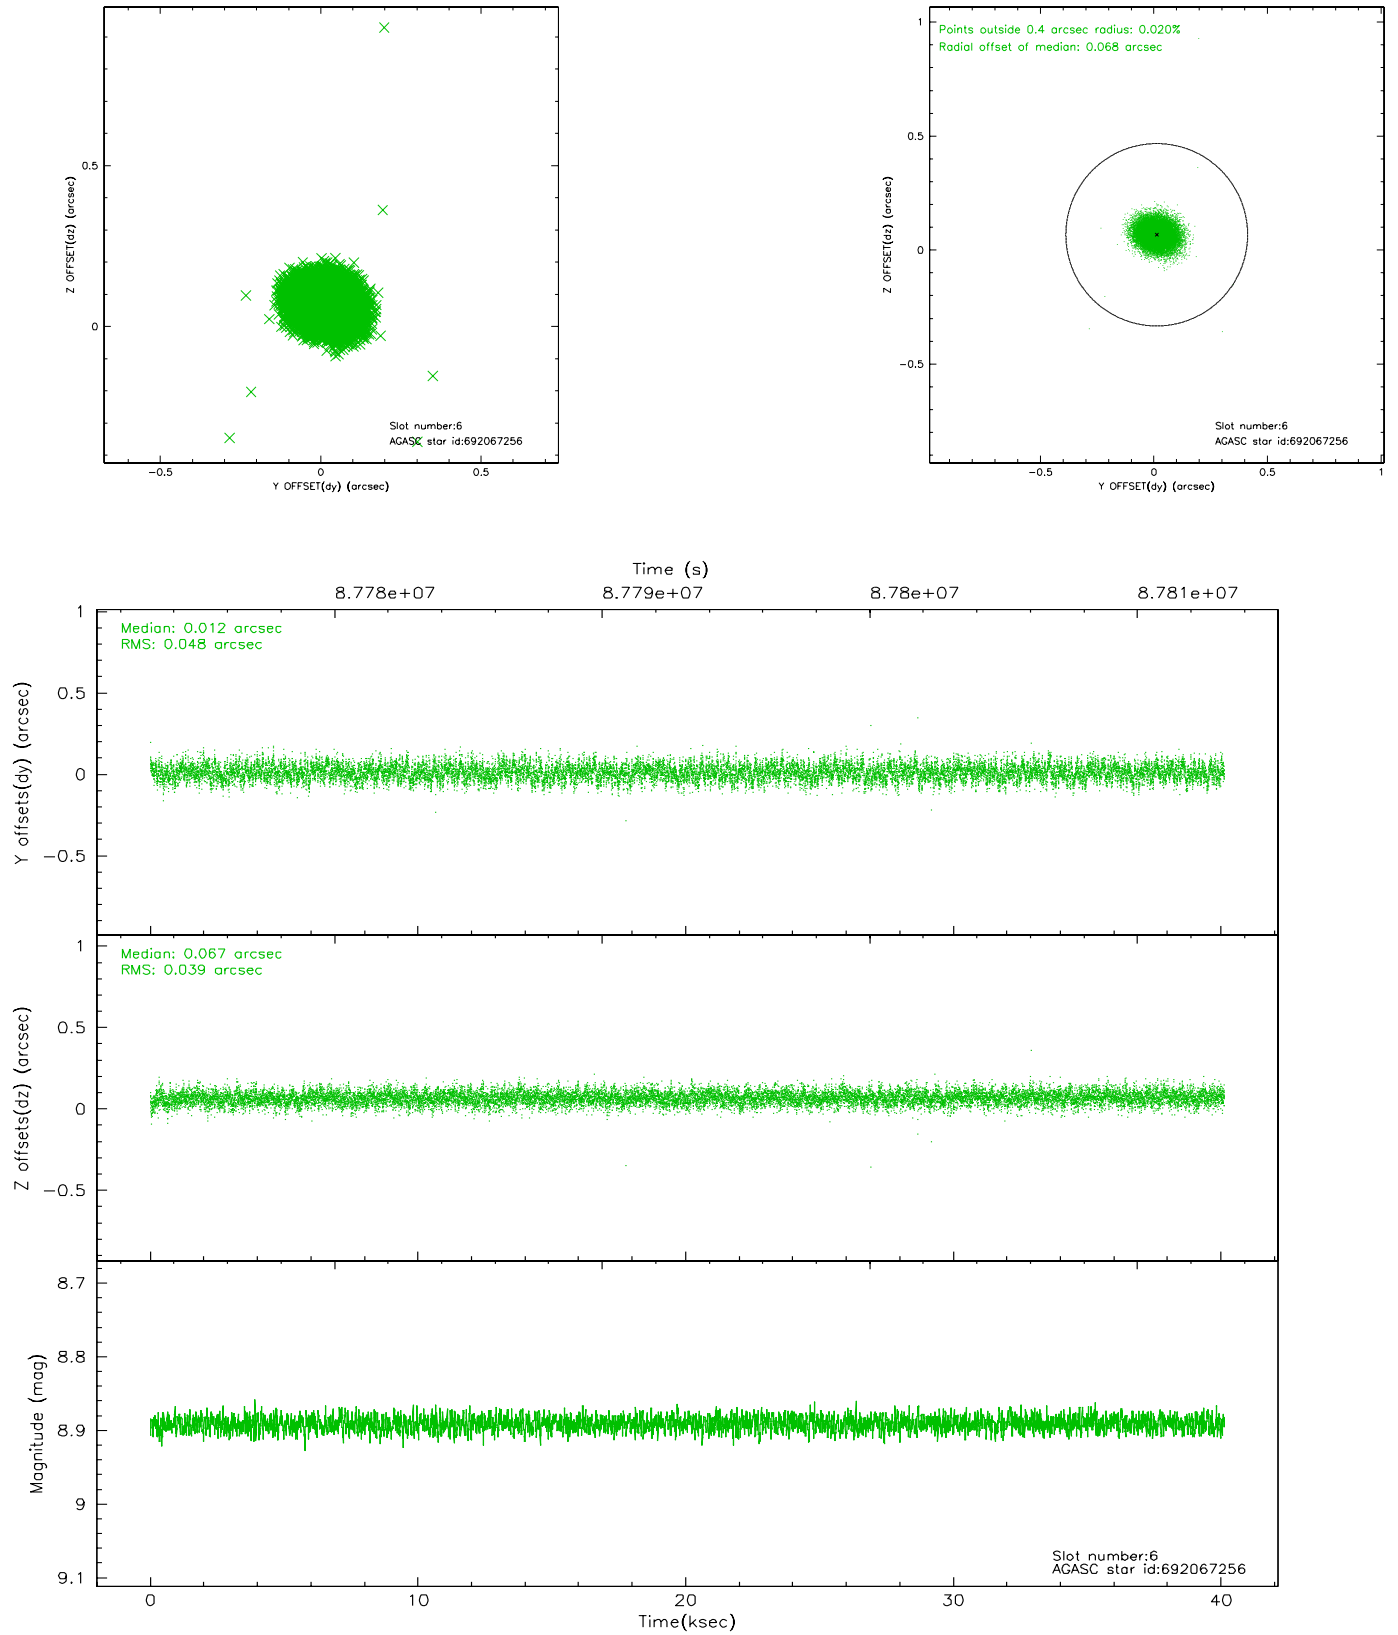 Z OFFSET(dz) (arcsec)
0.5
0
Slot number:6
AGASC star id:692067256
-0.5
0
0.5
Y OFFSET(dy) (arcsec)
Points outside 0.4 arcsec radius: 0.020%
Radial offset of median: 0.068 arcsec
Z OFFSET(dz) (arcsec)
1
0.5
0
-0.5
Slot number:6
AGASC star id:692067256
-0.5
0
0.5
1
Y OFFSET(dy) (arcsec)
Time (s)
8.778e+07
8.779e+07
8.78e+07
8.781e+07
Median: 0.012 arcsec
RMS: 0.048 arcsec
Y offsets(dy) (arcsec)
1
0.5
0
-0.5
Median: 0.067 arcsec
RMS: 0.039 arcsec
Z offsets(dz) (arcsec)
1
0.5
0
-0.5
Magnitude (mag)
8.7
8.8
8.9
9
9.1
Slot number:6
AGASC star id:692067256
0
10
20
30
40
Time(ksec)